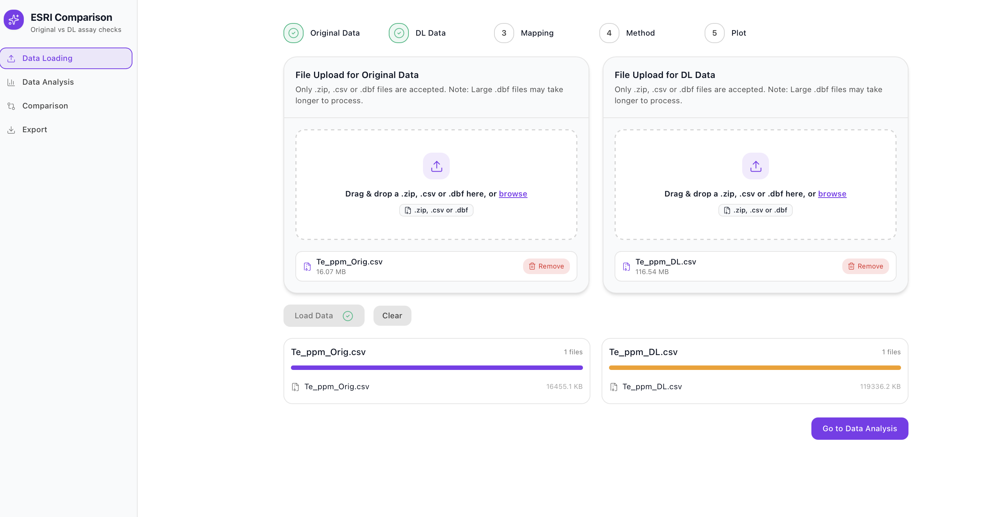 ESRI Comparison
Original vs DL assay checks
Data Loading
Data Analysis
Comparison
Export
Original Data
DL Data
3 Mapping
4 Method
5 Plot
File Upload for Original Data
Only .zip, .csv or .dbf files are accepted. Note: Large .dbf files may take
longer to process.
Drag & drop a .zip, .csv or .dbf here, or browse
.zip, .csv or .dbf
Te_ppm_Orig.csv
16.07 MB
Remove
File Upload for DL Data
Only .zip, .csv or .dbf files are accepted. Note: Large .dbf files may take
longer to process.
Drag & drop a .zip, .csv or .dbf here, or browse
.zip, .csv or .dbf
Te_ppm_DL.csv
116.54 MB
Remove
Load Data
Clear
Te_ppm_Orig.csv
1 files
Te_ppm_Orig.csv
16455.1 KB
Te_ppm_DL.csv
1 files
Te_ppm_DL.csv
119336.2 KB
Go to Data Analysis